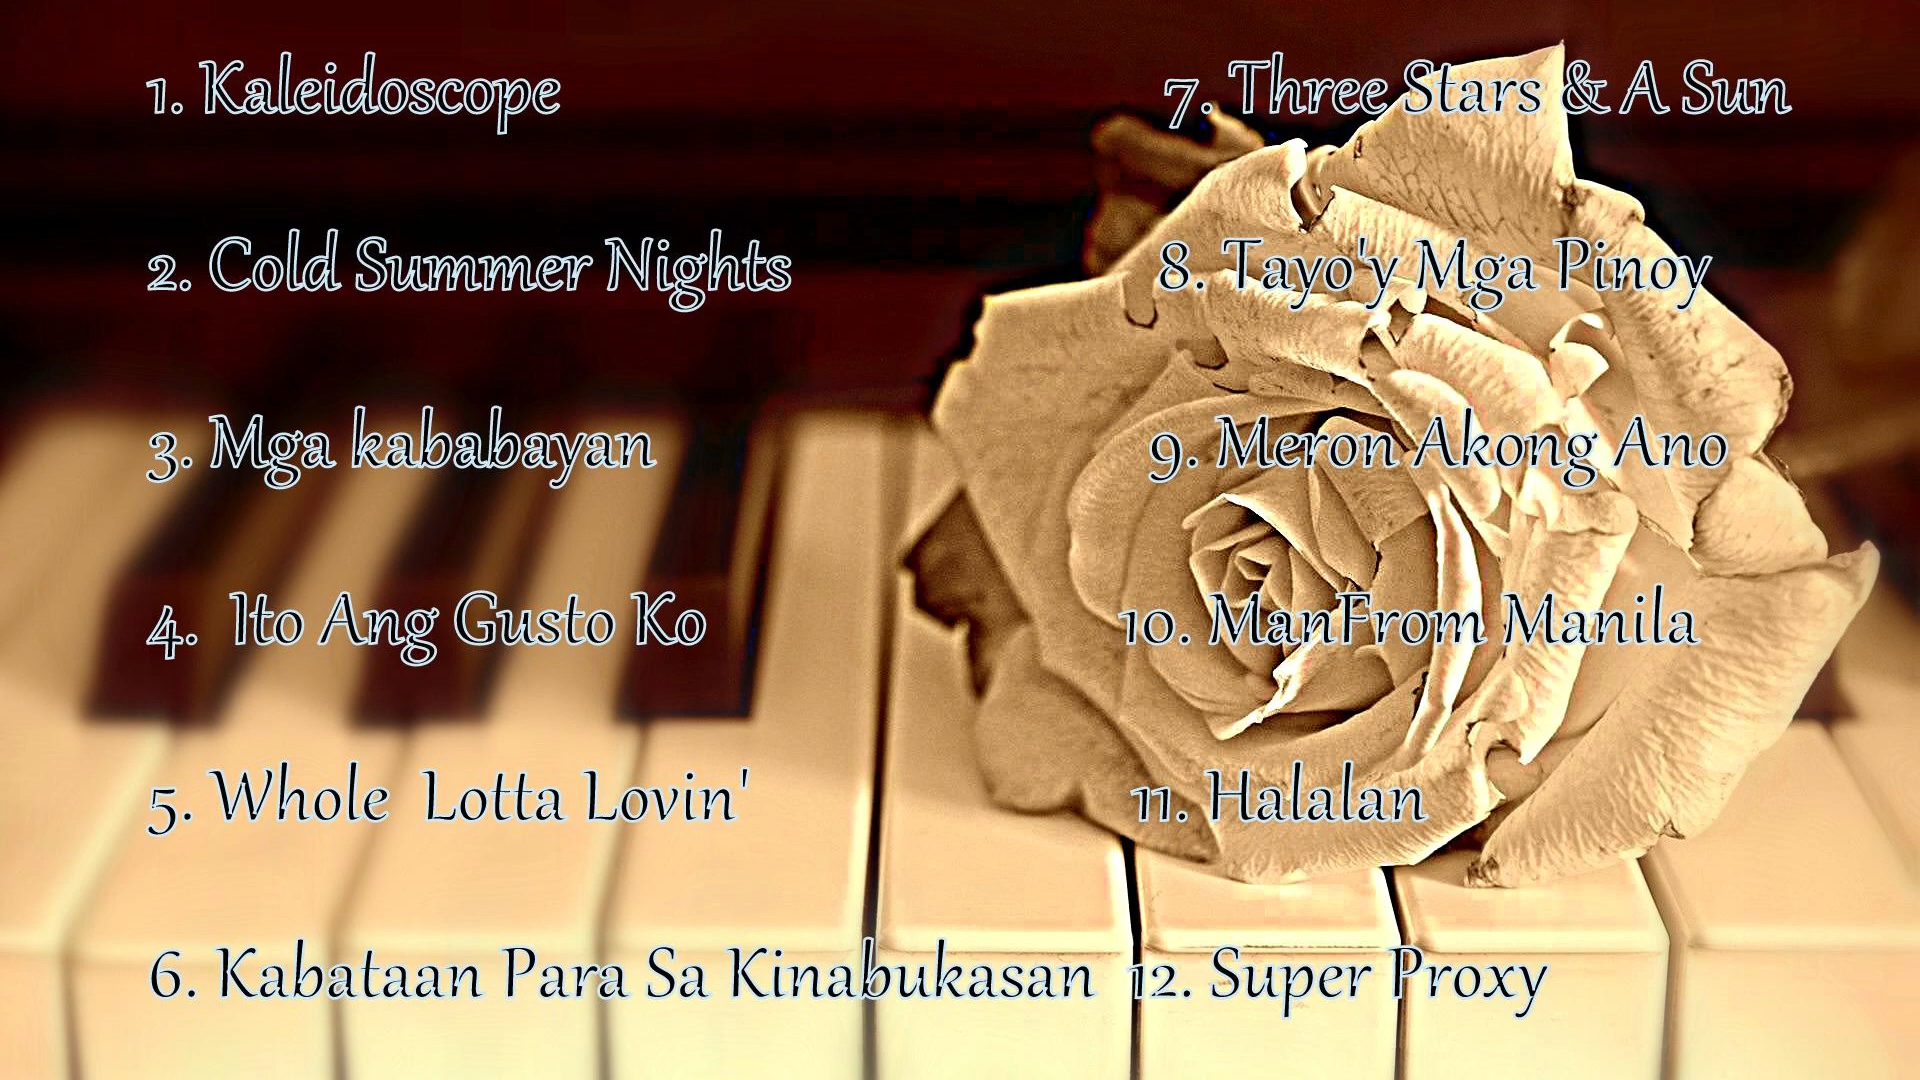 1. Kaleidoscope
2. Cold Summer Nights
3. Mga kababayan
4. Ito Ang Gusto Ko
5. Whole Lotta Lovin'
6. Kabataan Para Sa Kinabukasan
7. Three Stars & A Sun
8. Tayo'y Mga Pinoy
9. Meron Akong Ano
10. ManFrom Manila
11. Halalan
12. Super Proxy